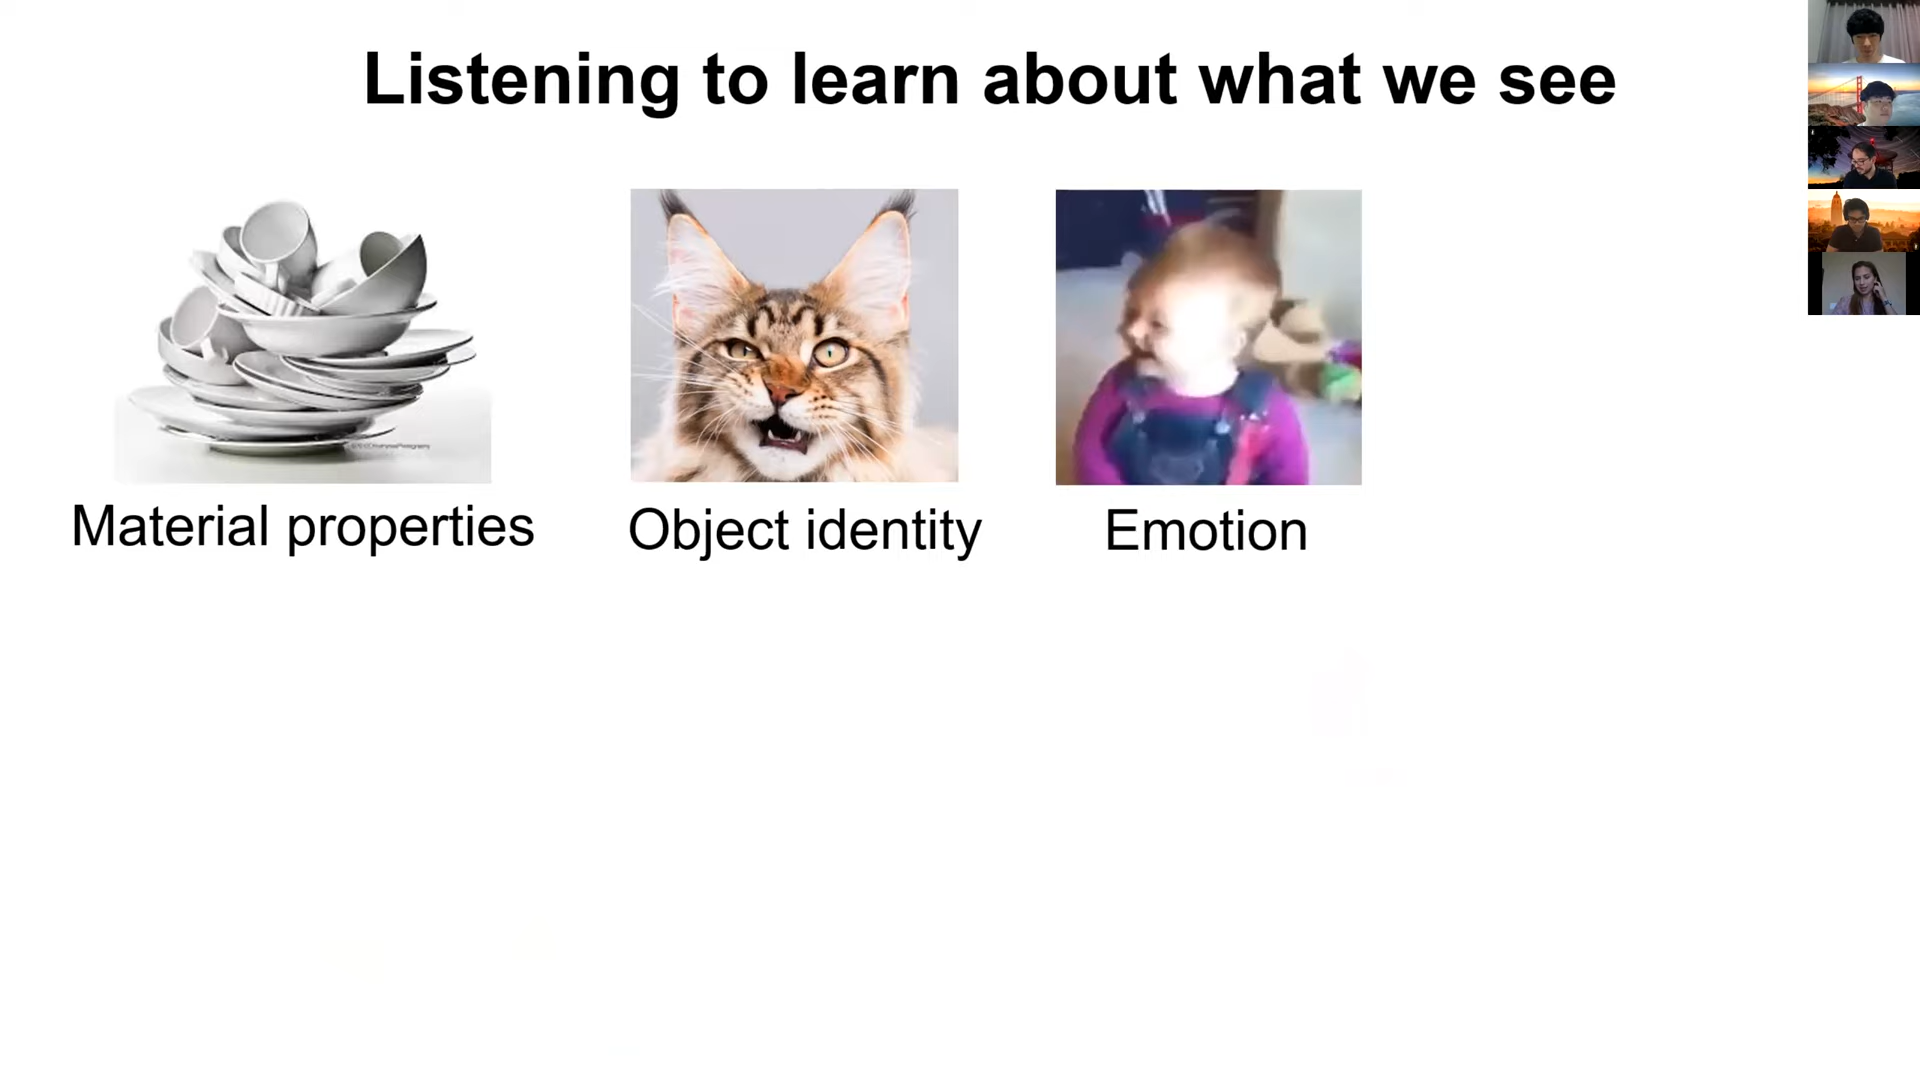 Listening to learn about what we see
Material properties
Object identity
Emotion